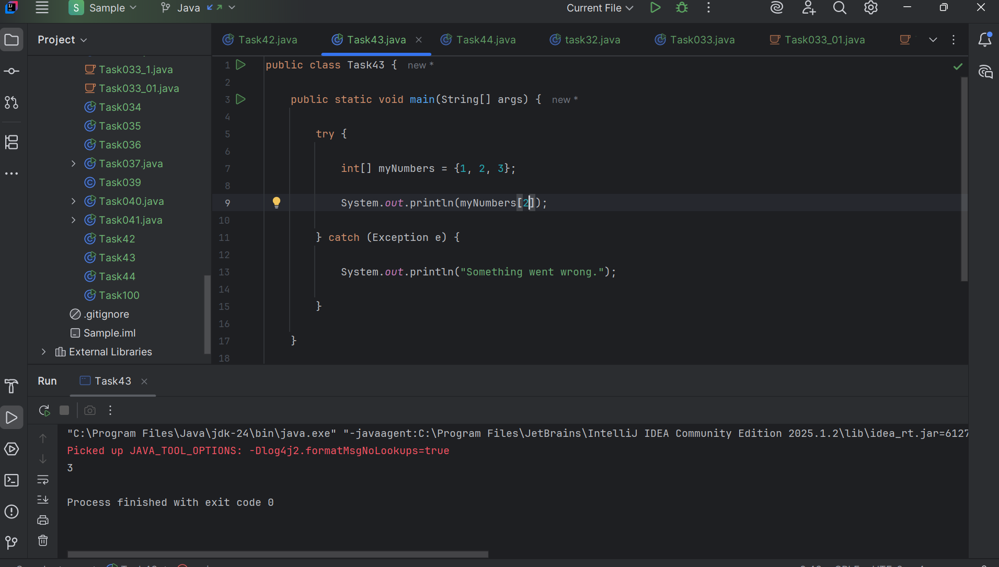 S Sample Java Current File
Project
Task42.java Task43.java Task44.java task32.java Task033.java Task033_01.java
Task033_1.java
Task033_01.java
Task034
Task035
Task036
Task037.java
Task039
Task040.java
Task041.java
Task42
Task43
Task44
Task100
.gitignore
Sample.iml
External Libraries
1 public class Task43 { new *
2
3 public static void main(String[] args) { new *
4
5 try {
6
7 int[] myNumbers = {1, 2, 3};
8
9 System.out.println(myNumbers[2]);
10
11 } catch (Exception e) {
12
13 System.out.println("Something went wrong.");
14
15 }
16
17 }
18
Run Task43
"C:\Program Files\Java\jdk-24\bin\java.exe" "-javaagent:C:\Program Files\JetBrains\IntelliJ IDEA Community Edition 2025.1.2\lib\idea_rt.jar=6127
Picked up JAVA_TOOL_OPTIONS: -Dlog4j2.formatMsgNoLookups=true
3
Process finished with exit code 0